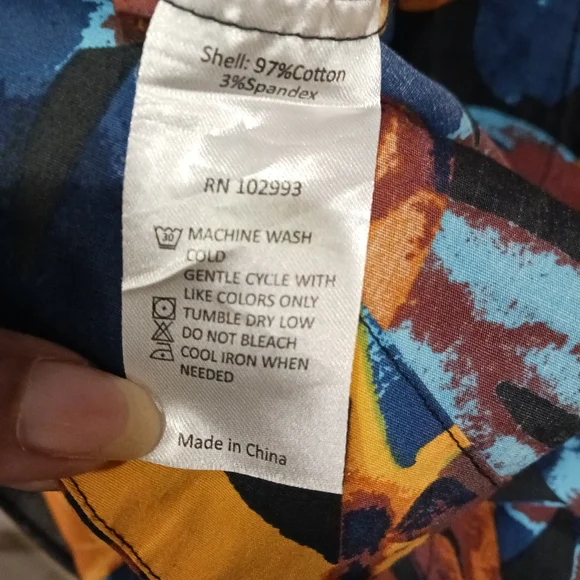 Shell: 97%Cotton
3%Spandex
RN 102993
30
MACHINE WASH
COLD
GENTLE CYCLE WITH
LIKE COLORS ONLY
TUMBLE DRY LOW
DO NOT BLEACH
COOL IRON WHEN
NEEDED
Made in China